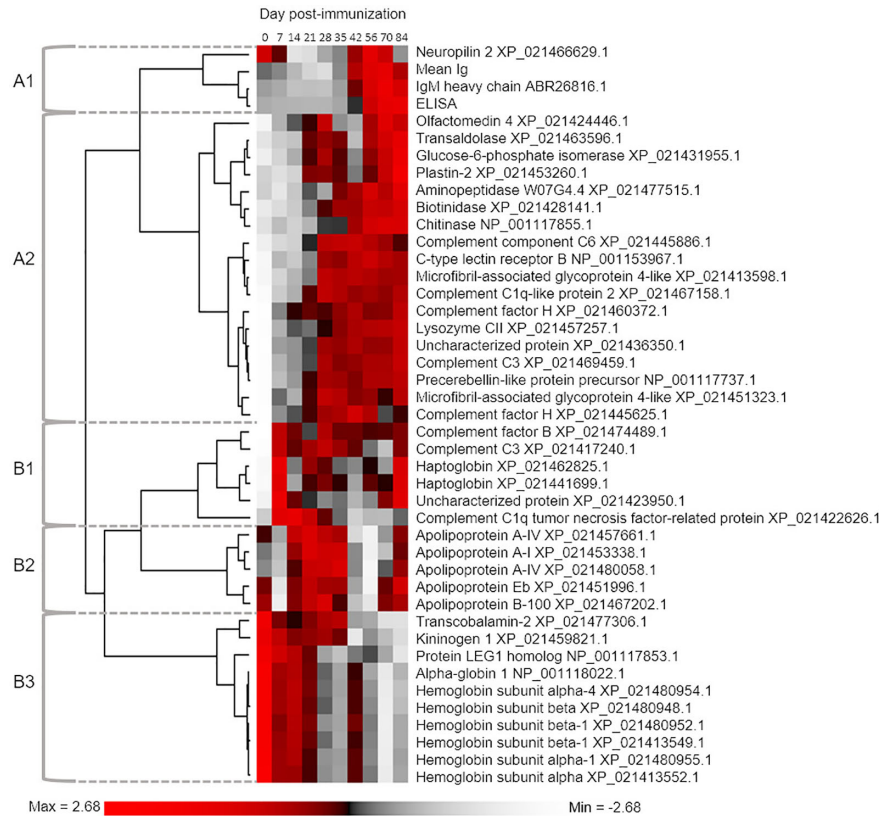 Day post-immunization
0 7 14 21 28 35 42 56 70 84
A1
Neuropilin 2 XP_021466629.1
Mean Ig
IgM heavy chain ABR26816.1
ELISA
A2
Olfactomedin 4 XP_021424446.1
Transaldolase XP_021463596.1
Glucose-6-phosphate isomerase XP_021431955.1
Plastin-2 XP_021453260.1
Aminopeptidase W07G4.4 XP_021477515.1
Biotinidase XP_021428141.1
Chitinase NP_001117855.1
Complement component C6 XP_021445886.1
C-type lectin receptor B NP_001153967.1
Microfibril-associated glycoprotein 4-like XP_021413598.1
Complement C1q-like protein 2 XP_021467158.1
Complement factor H XP_021460372.1
Lysozyme CII XP_021457257.1
Uncharacterized protein XP_021436350.1
Complement C3 XP_021469459.1
Precerebellin-like protein precursor NP_001117737.1
Microfibril-associated glycoprotein 4-like XP_021451323.1
Complement factor H XP_021445625.1
B1
Complement factor B XP_021474489.1
Complement C3 XP_021417240.1
Haptoglobin XP_021462825.1
Haptoglobin XP_021441699.1
Uncharacterized protein XP_021423950.1
Complement C1q tumor necrosis factor-related protein XP_021422626.1
B2
Apolipoprotein A-IV XP_021457661.1
Apolipoprotein A-I XP_021453338.1
Apolipoprotein A-IV XP_021480058.1
Apolipoprotein Eb XP_021451996.1
Apolipoprotein B-100 XP_021467202.1
B3
Transcobalamin-2 XP_021477306.1
Kininogen 1 XP_021459821.1
Protein LEG1 homolog NP_001117853.1
Alpha-globin 1 NP_001118022.1
Hemoglobin subunit alpha-4 XP_021480954.1
Hemoglobin subunit beta XP_021480948.1
Hemoglobin subunit beta-1 XP_021480952.1
Hemoglobin subunit beta-1 XP_021413549.1
Hemoglobin subunit alpha-1 XP_021480955.1
Hemoglobin subunit alpha XP_021413552.1
Max = 2.68
Min = -2.68